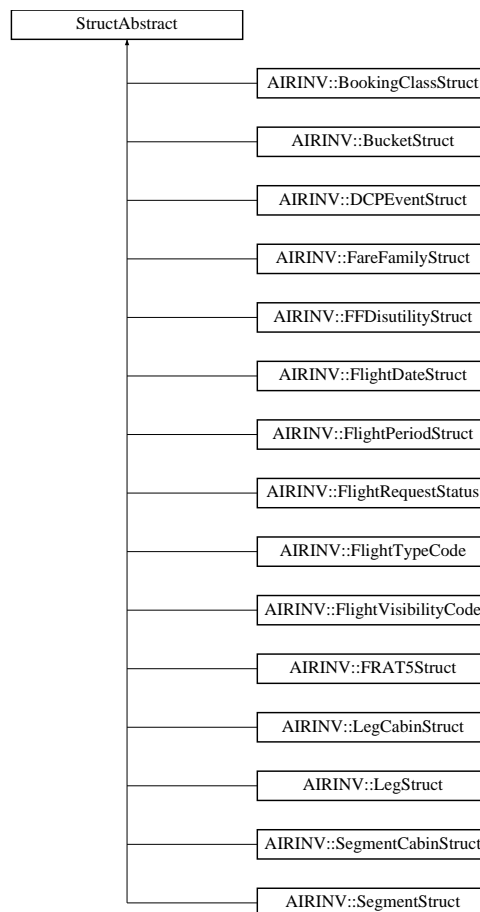 StructAbstract
AIRINV::BookingClassStruct
AIRINV::BucketStruct
AIRINV::DCPEventStruct
AIRINV::FareFamilyStruct
AIRINV::FFDisutilityStruct
AIRINV::FlightDateStruct
AIRINV::FlightPeriodStruct
AIRINV::FlightRequestStatus
AIRINV::FlightTypeCode
AIRINV::FlightVisibilityCode
AIRINV::FRAT5Struct
AIRINV::LegCabinStruct
AIRINV::LegStruct
AIRINV::SegmentCabinStruct
AIRINV::SegmentStruct